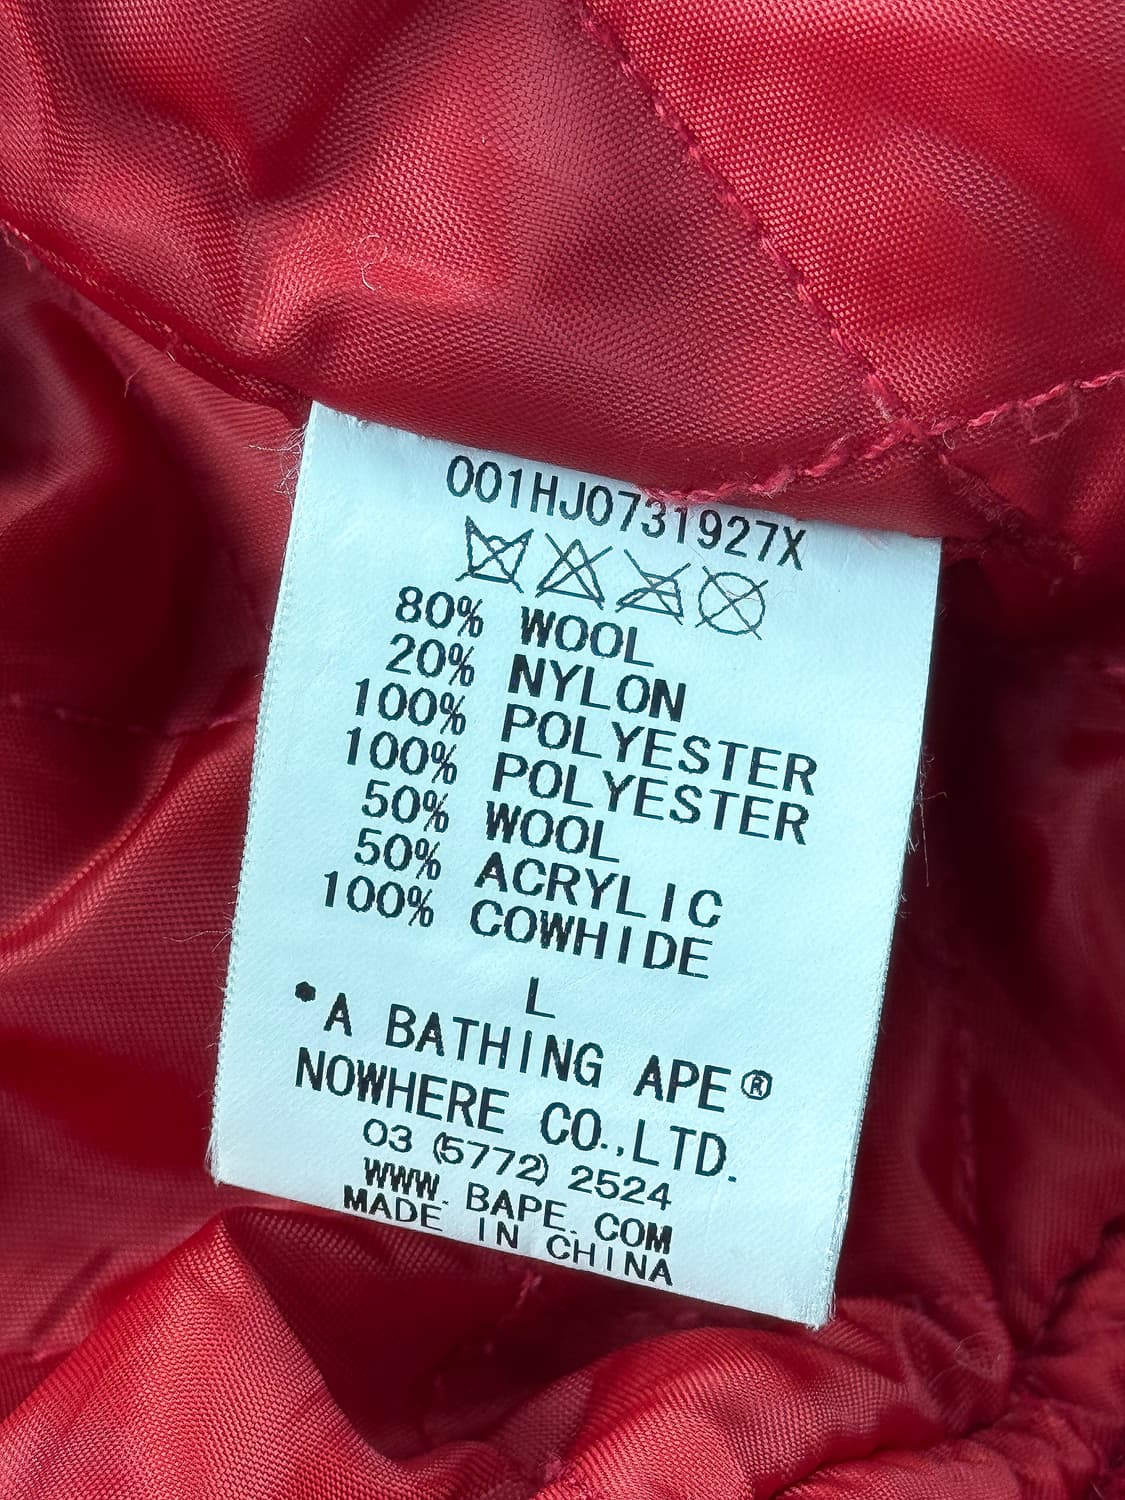 001HJ0731927X
80% WOOL
20% NYLON
100% POLYESTER
100% POLYESTER
50% WOOL
50% ACRYLIC
100% COWHIDE
L
•A BATHING APE®
NOWHERE CO.,LTD.
03 (5772) 2524
WWW.BAPE.COM
MADE IN CHINA